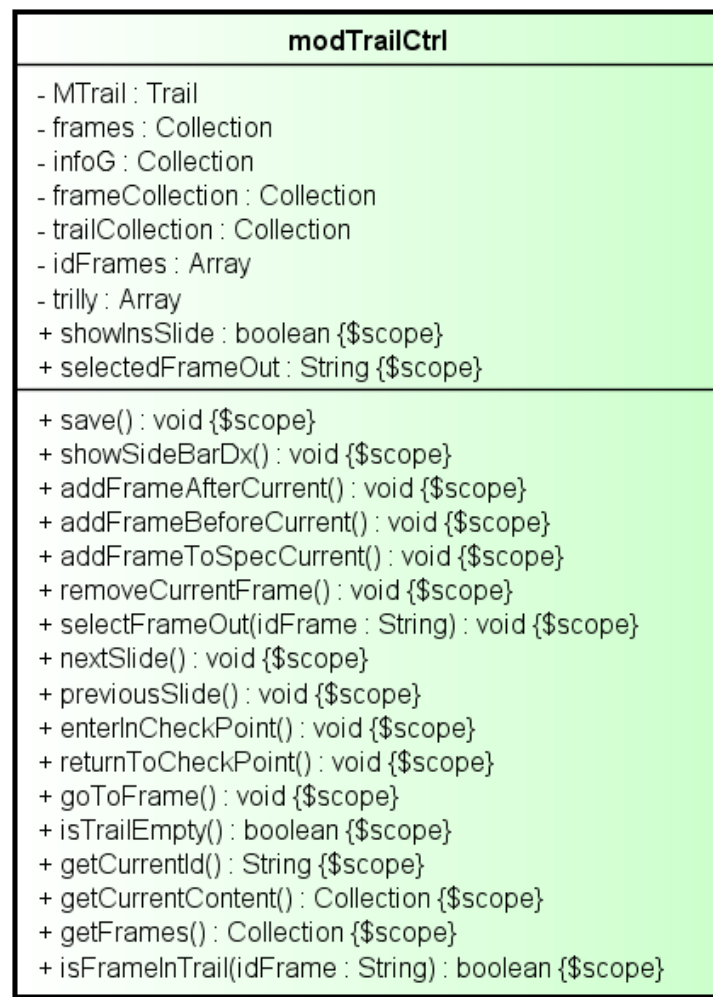 modTrailCtrl
- MTrail : Trail
- frames : Collection
- infoG : Collection
- frameCollection : Collection
- trailCollection : Collection
- idFrames : Array
- trilly : Array
+ showInsSlide : boolean {$scope}
+ selectedFrameOut : String {$scope}
+ save() : void {$scope}
+ showSideBarDx() : void {$scope}
+ addFrameAfterCurrent() : void {$scope}
+ addFrameBeforeCurrent() : void {$scope}
+ addFrameToSpecCurrent() : void {$scope}
+ removeCurrentFrame() : void {$scope}
+ selectFrameOut(idFrame : String) : void {$scope}
+ nextSlide() : void {$scope}
+ previousSlide() : void {$scope}
+ enterInCheckPoint() : void {$scope}
+ returnToCheckPoint() : void {$scope}
+ goToFrame() : void {$scope}
+ isTrailEmpty() : boolean {$scope}
+ getCurrentId() : String {$scope}
+ getCurrentContent() : Collection {$scope}
+ getFrames() : Collection {$scope}
+ isFrameInTrail(idFrame : String) : boolean {$scope}